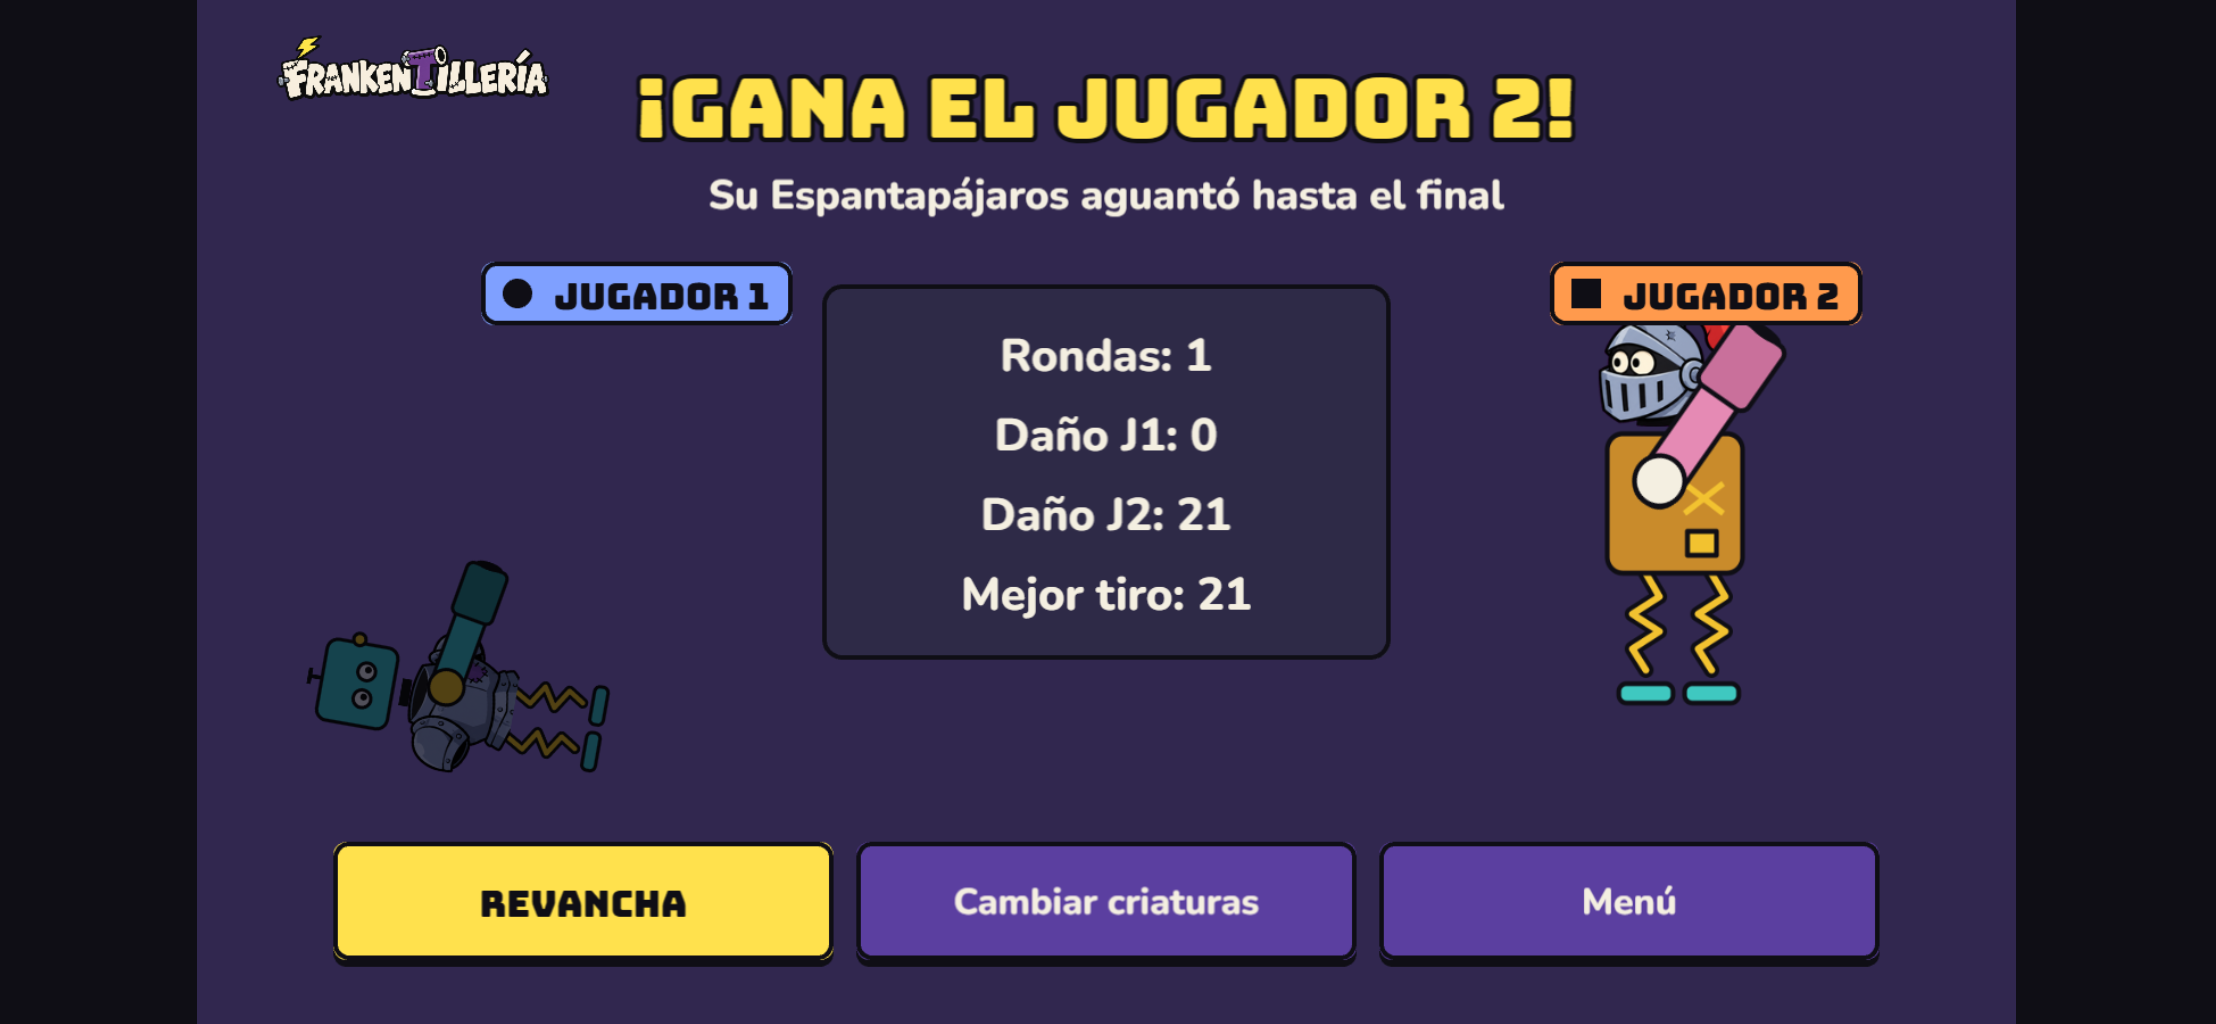 FRANKENTILLERÍA
¡GANA EL JUGADOR 2!
Su Espantapájaros aguantó hasta el final
JUGADOR 1
JUGADOR 2
Rondas: 1
Daño J1: 0
Daño J2: 21
Mejor tiro: 21
REVANCHA
Cambiar criaturas
Menú